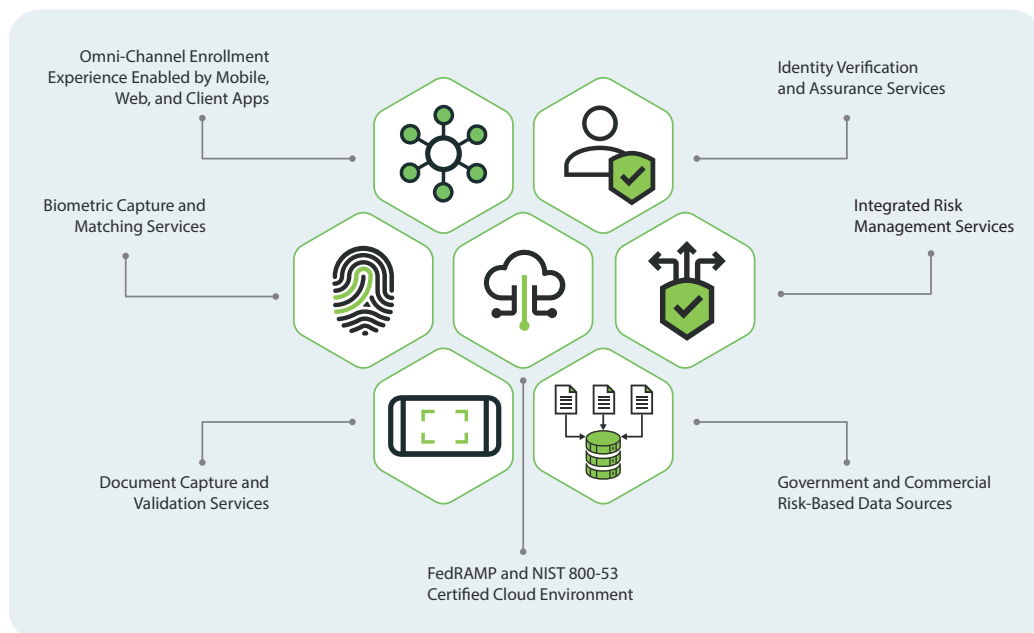 Omni-Channel Enrollment
Experience Enabled by Mobile,
Web, and Client Apps
Identity Verification
and Assurance Services
Biometric Capture and
Matching Services
Integrated Risk
Management Services
Document Capture and
Validation Services
Government and Commercial
Risk-Based Data Sources
FedRAMP and NIST 800-53
Certified Cloud Environment